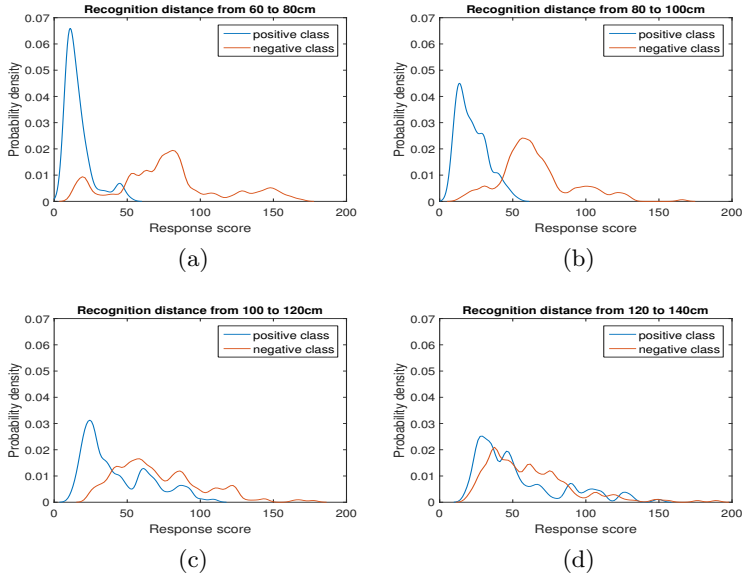 Recognition distance from 60 to 80cm
0.07
0.06
0.05
0.04
0.03
0.02
0.01
0
Probability density
positive class
negative class
0 50 100 150 200
Response score
(a)
Recognition distance from 80 to 100cm
0.07
0.06
0.05
0.04
0.03
0.02
0.01
0
Probability density
positive class
negative class
0 50 100 150 200
Response score
(b)
Recognition distance from 100 to 120cm
0.07
0.06
0.05
0.04
0.03
0.02
0.01
0
Probability density
positive class
negative class
0 50 100 150 200
Response score
(c)
Recognition distance from 120 to 140cm
0.07
0.06
0.05
0.04
0.03
0.02
0.01
0
Probability density
positive class
negative class
0 50 100 150 200
Response score
(d)